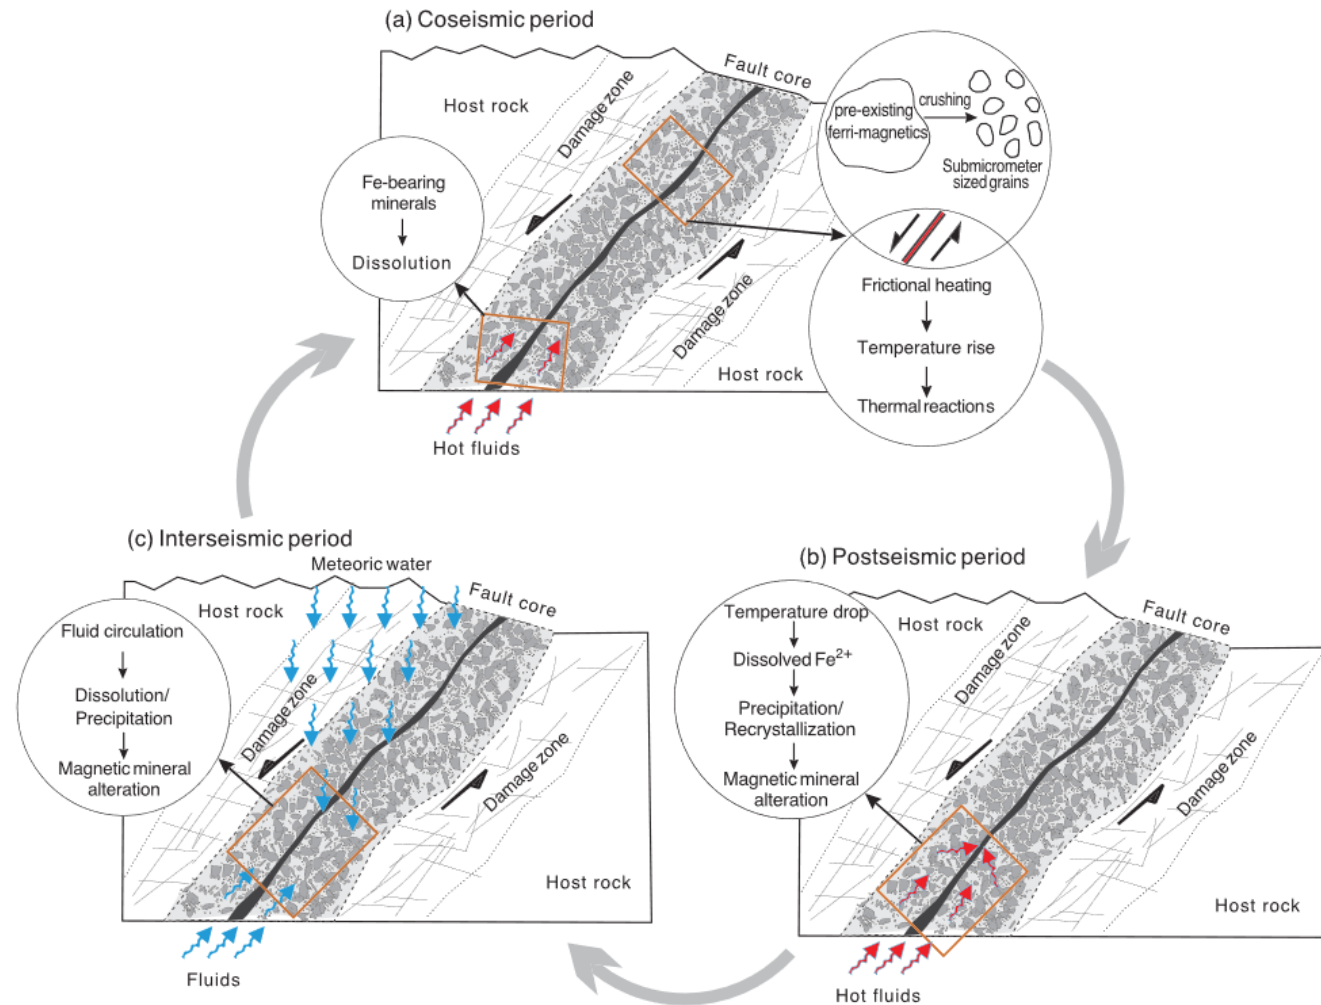 (a) Coseismic period
Fault core
Host rock
Damage zone
Fe-bearing
minerals
Dissolution
pre-existing
ferri-magnetics
crushing
Submicrometer
sized grains
Frictional heating
Temperature rise
Thermal reactions
Damage zone
Host rock
Hot fluids
(c) Interseismic period
Meteoric water
Fault core
Host rock
Fluid circulation
Dissolution/
Precipitation
Magnetic mineral
alteration
Damage zone
Damage zone
Host rock
Fluids
(b) Postseismic period
Temperature drop
Dissolved Fe²⁺
Precipitation/
Recrystallization
Magnetic mineral
alteration
Host rock
Fault core
Damage zone
Damage zone
Host rock
Hot fluids